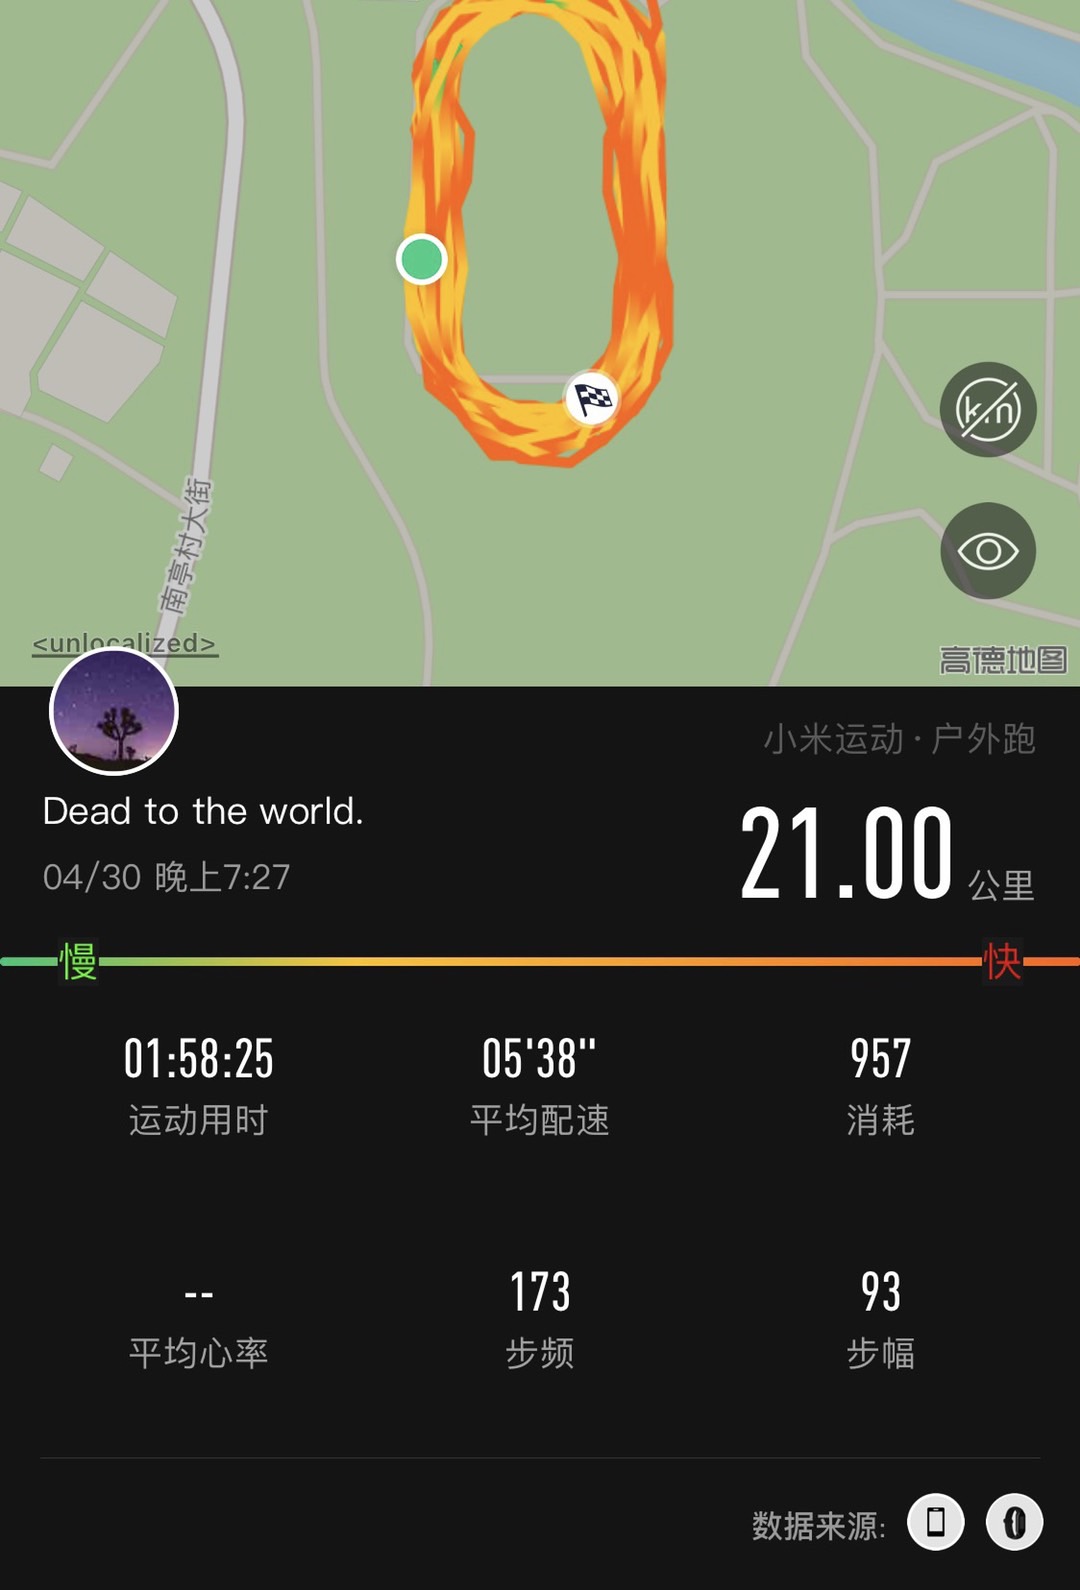 km
南亭村大街
<unlocalized>
高德地图
小米运动·户外跑
Dead to the world.
21.00 公里
04/30 晚上7:27
慢
快
01:58:25
05'38"
957
运动用时
平均配速
消耗
--
173
93
平均心率
步频
步幅
数据来源: